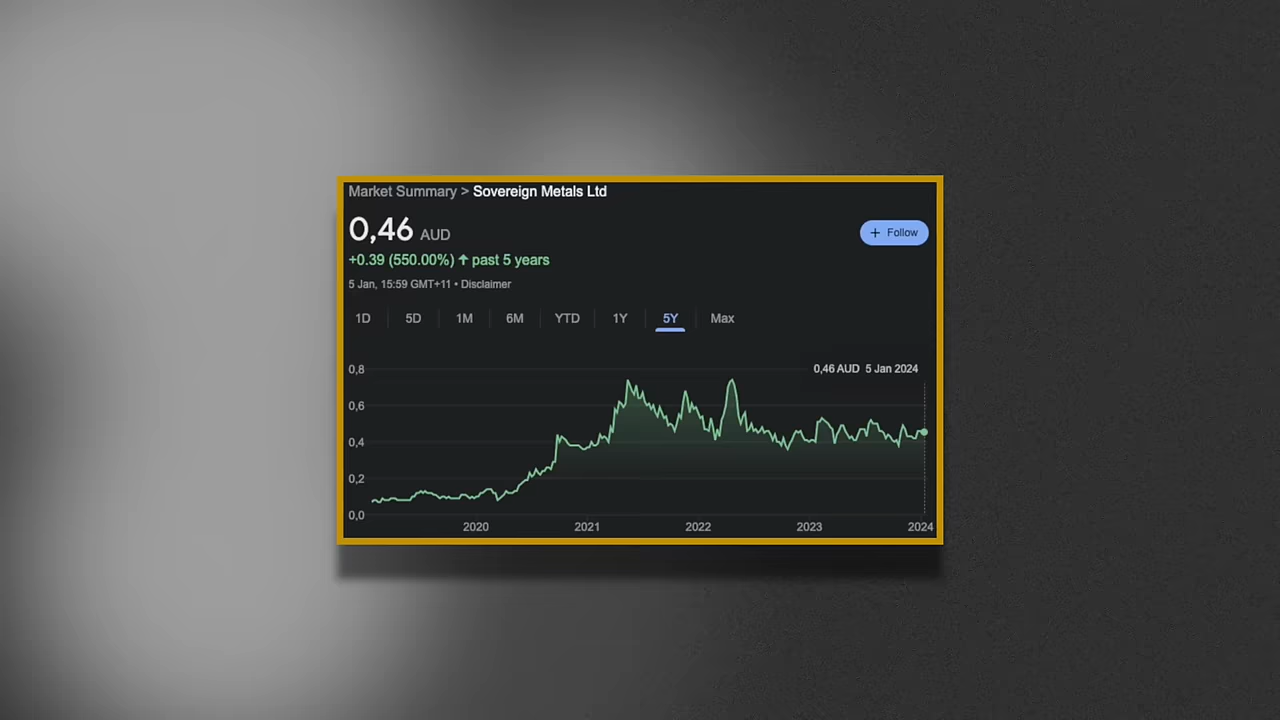 Market Summary > Sovereign Metals Ltd
0,46 AUD
+ Follow
+0.39 (550.00%) ↑ past 5 years
5 Jan, 15:59 GMT+11 • Disclaimer
1D 5D 1M 6M YTD 1Y 5Y Max
0,46 AUD 5 Jan 2024
0,8
0,6
0,4
0,2
0,0
2020 2021 2022 2023 2024